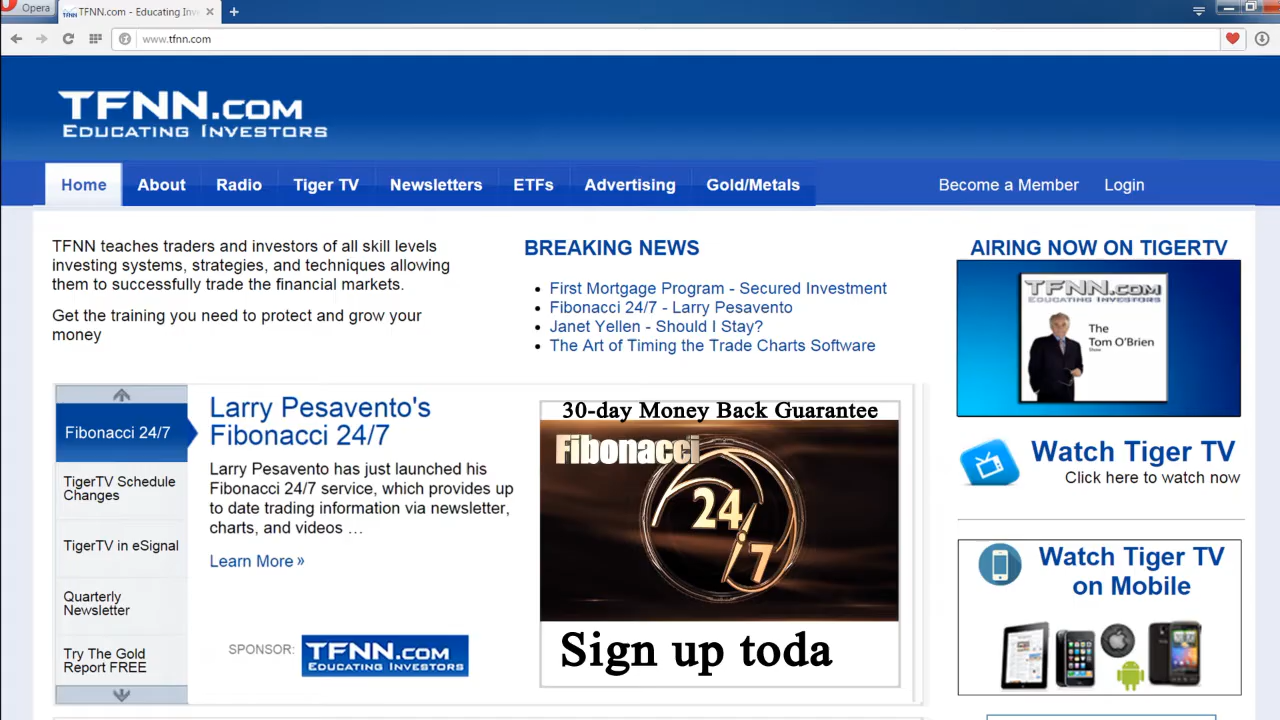 Opera
TFNN.com - Educating Inv
www.tfnn.com
TFNN.com
Educating Investors
Home
About
Radio
Tiger TV
Newsletters
ETFs
Advertising
Gold/Metals
Become a Member
Login
TFNN teaches traders and investors of all skill levels
investing systems, strategies, and techniques allowing
them to successfully trade the financial markets.
Get the training you need to protect and grow your
money
BREAKING NEWS
First Mortgage Program - Secured Investment
Fibonacci 24/7 - Larry Pesavento
Janet Yellen - Should I Stay?
The Art of Timing the Trade Charts Software
AIRING NOW ON TIGERTV
TFNN.com
Educating Investors
The
Tom O'Brien
Show
Watch Tiger TV
Click here to watch now
Watch Tiger TV
on Mobile
Fibonacci 24/7
TigerTV Schedule
Changes
TigerTV in eSignal
Quarterly
Newsletter
Try The Gold
Report FREE
Larry Pesavento's
Fibonacci 24/7
Larry Pesavento has just launched his
Fibonacci 24/7 service, which provides up
to date trading information via newsletter,
charts, and videos …
Learn More »
SPONSOR:
TFNN.com
Educating Investors
30-day Money Back Guarantee
Fibonacci
24
7
Sign up toda